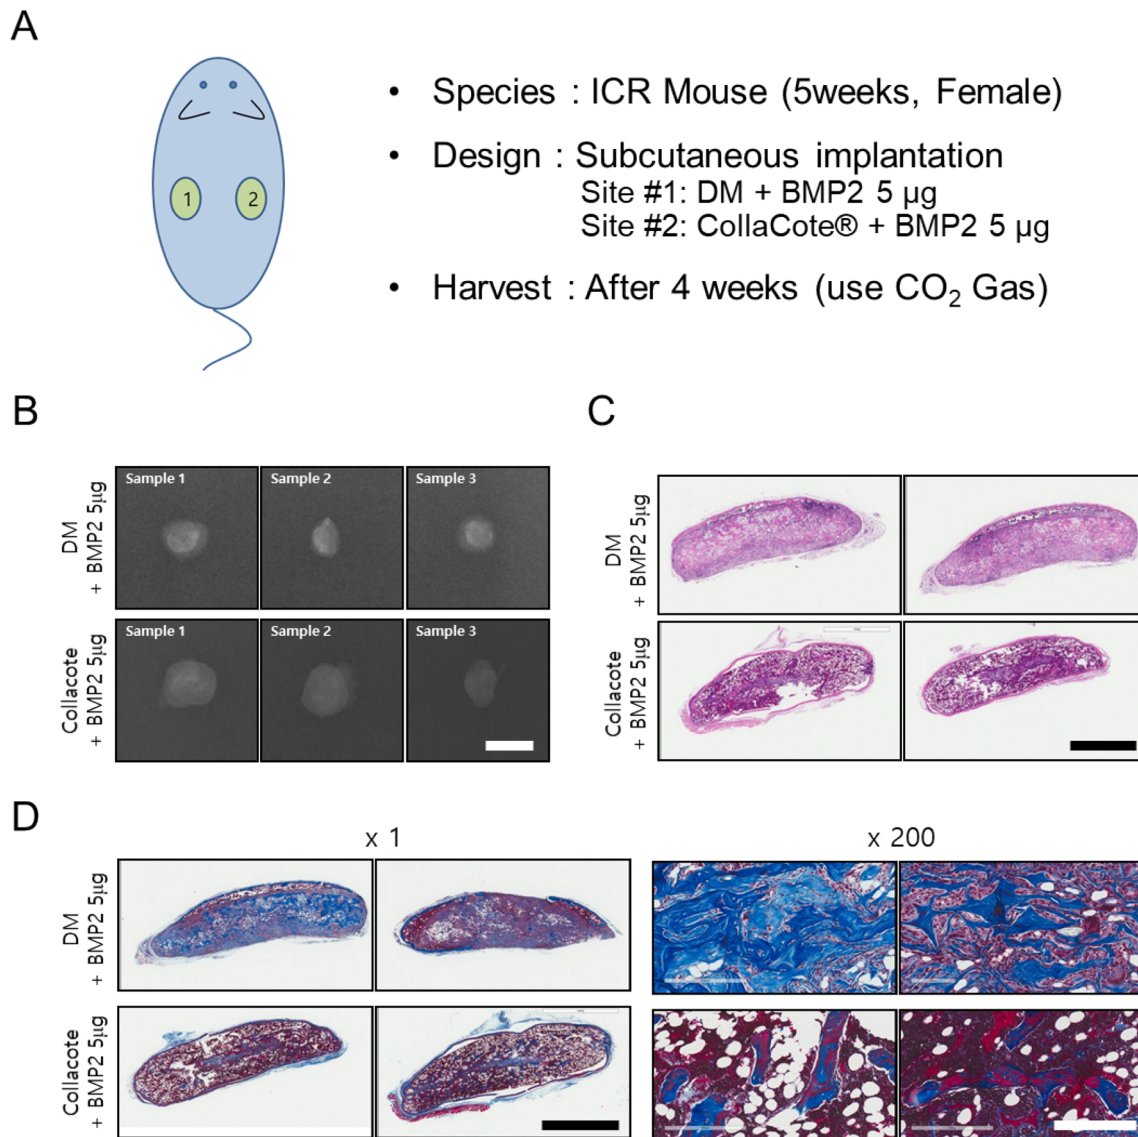 A
1
2
• Species : ICR Mouse (5weeks, Female)
• Design : Subcutaneous implantation
Site #1: DM + BMP2 5 µg
Site #2: CollaCote® + BMP2 5 µg
• Harvest : After 4 weeks (use CO₂ Gas)
B
DM
+ BMP2 5µg
Sample 1
Sample 2
Sample 3
Collacote
+ BMP2 5µg
Sample 1
Sample 2
Sample 3
C
DM
+ BMP2 5µg
Collacote
+ BMP2 5µg
D
x 1
x 200
DM
+ BMP2 5µg
Collacote
+ BMP2 5µg